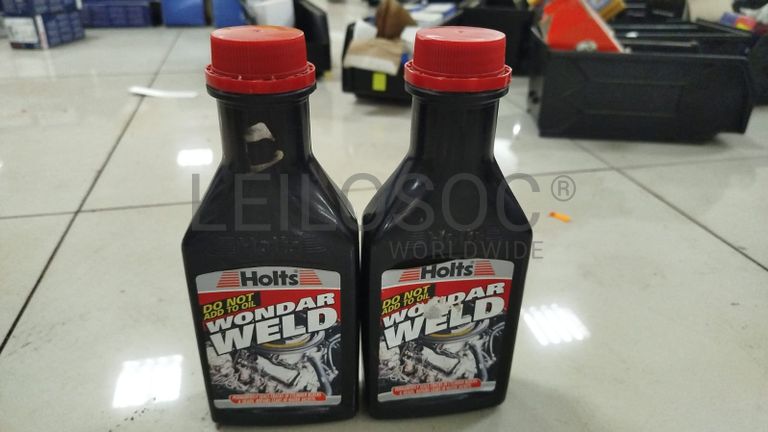 LEILOSOC®
WORLDWIDE
Holts
DO NOT
ADD TO OIL
WONDAR
WELD
Holts
DO NOT
ADD TO OIL
WONDAR
WELD